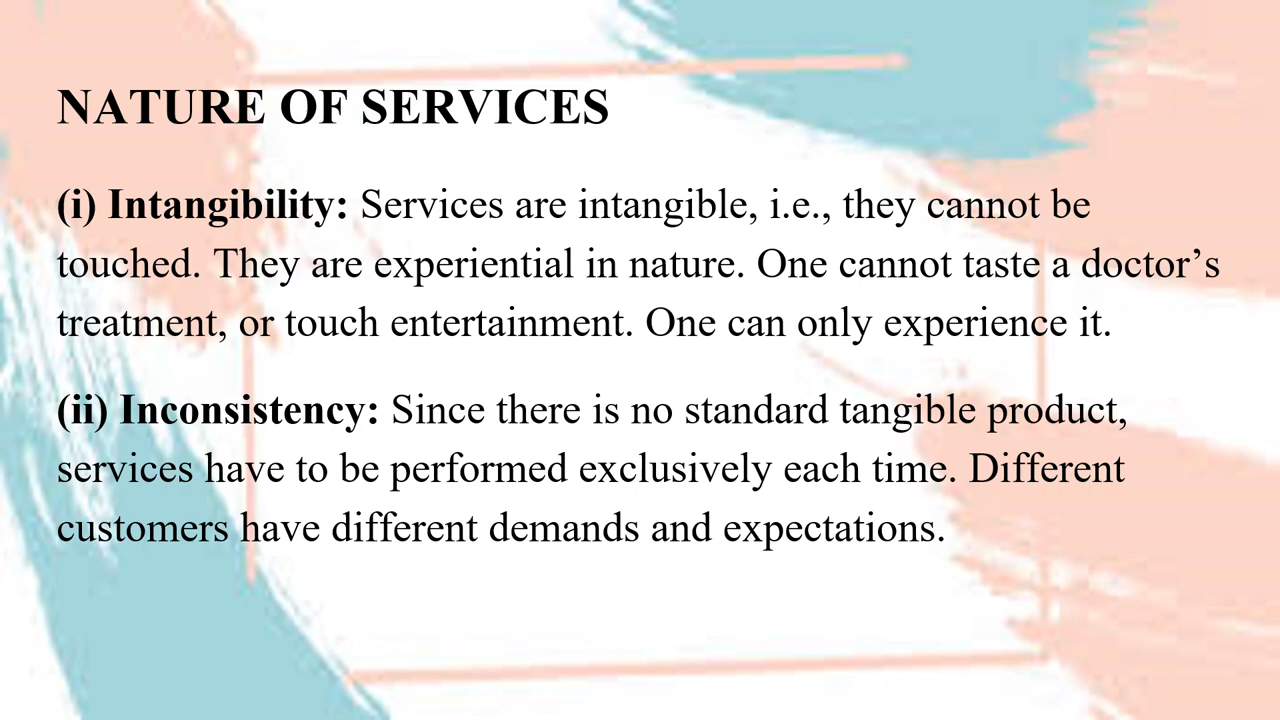 NATURE OF SERVICES
(i) Intangibility: Services are intangible, i.e., they cannot be
touched. They are experiential in nature. One cannot taste a doctor’s
treatment, or touch entertainment. One can only experience it.
(ii) Inconsistency: Since there is no standard tangible product,
services have to be performed exclusively each time. Different
customers have different demands and expectations.